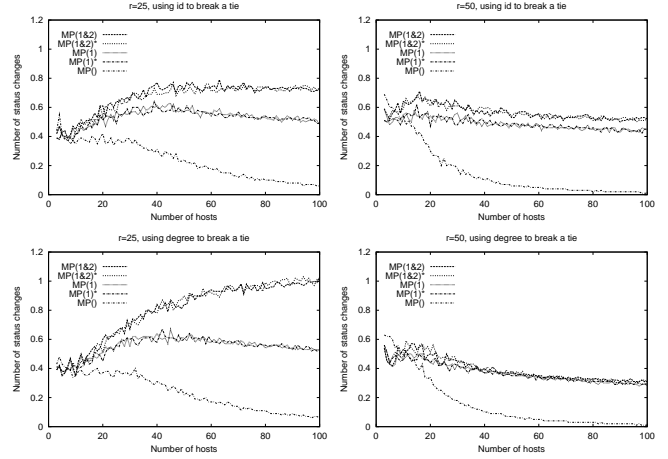 r=25, using id to break a tie
Number of status changes
1.2
1
0.8
0.6
0.4
0.2
0
MP(1&2)
MP(1&2)*
MP(1)
MP(1)*
MP()
0 20 40 60 80 100
Number of hosts
r=50, using id to break a tie
Number of status changes
1.2
1
0.8
0.6
0.4
0.2
0
MP(1&2)
MP(1&2)*
MP(1)
MP(1)*
MP()
0 20 40 60 80 100
Number of hosts
r=25, using degree to break a tie
Number of status changes
1.2
1
0.8
0.6
0.4
0.2
0
MP(1&2)
MP(1&2)*
MP(1)
MP(1)*
MP()
0 20 40 60 80 100
Number of hosts
r=50, using degree to break a tie
Number of status changes
1.2
1
0.8
0.6
0.4
0.2
0
MP(1&2)
MP(1&2)*
MP(1)
MP(1)*
MP()
0 20 40 60 80 100
Number of hosts